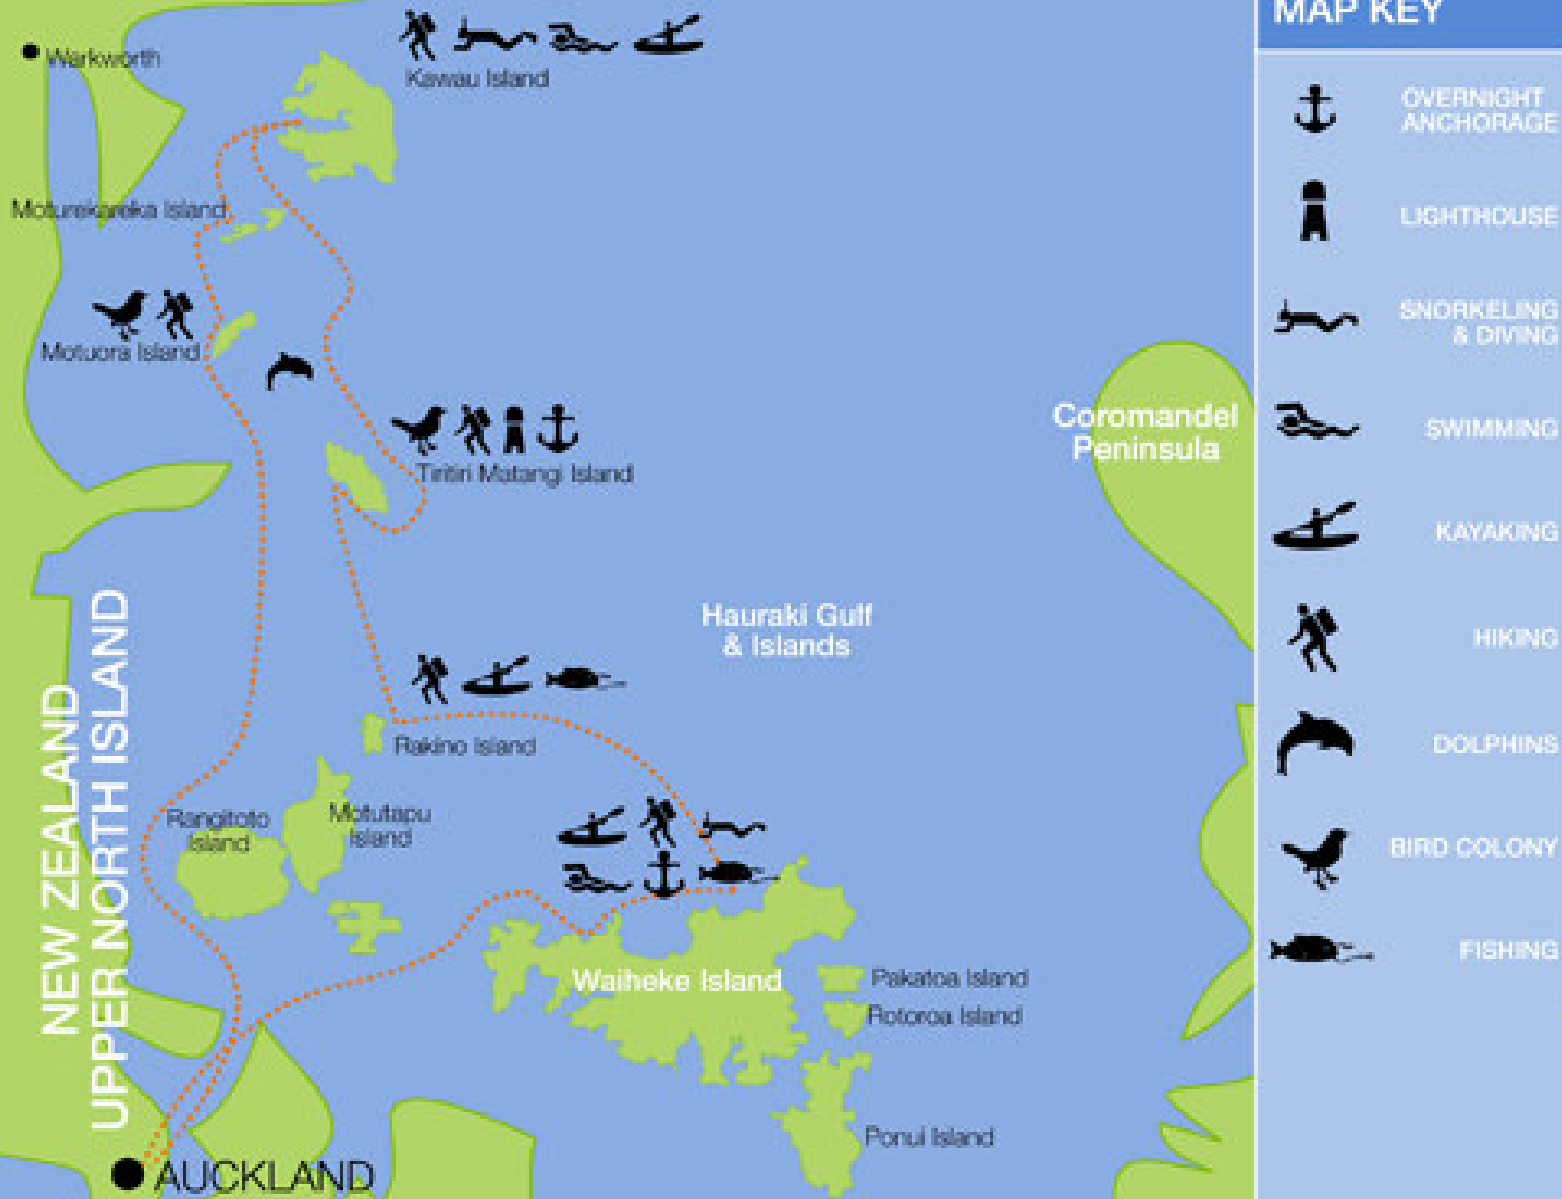 Warkworth
Kawau Island
Moturekareka Island
Motuora Island
Tiritiri Matangi Island
Coromandel
Peninsula
Hauraki Gulf
& Islands
NEW ZEALAND
UPPER NORTH ISLAND
Rakino Island
Rangitoto
Island
Motutapu
Island
Waiheke Island
Pakatoa Island
Rotoroa Island
Ponui Island
AUCKLAND
MAP KEY
OVERNIGHT
ANCHORAGE
LIGHTHOUSE
SNORKELING
& DIVING
SWIMMING
KAYAKING
HIKING
DOLPHINS
BIRD COLONY
FISHING